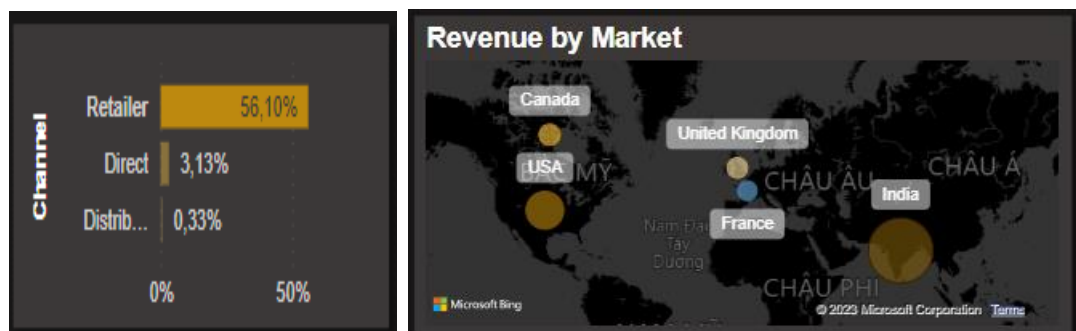 Channel
Retailer 56,10%
Direct 3,13%
Distrib... 0,33%
0% 50%
Revenue by Market
Canada
United Kingdom
USA
BẮC MỸ
CHÂU ÂU
CHÂU Á
India
France
Nam Đại
Tây
Dương
CHÂU PHI
Microsoft Bing
© 2023 Microsoft Corporation Terms